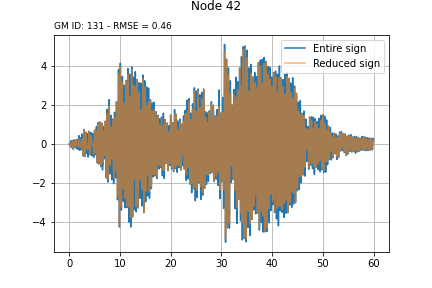 Node 42
GM ID: 131 - RMSE = 0.46
Entire sign
Reduced sign
4
2
0
−2
−4
0 10 20 30 40 50 60